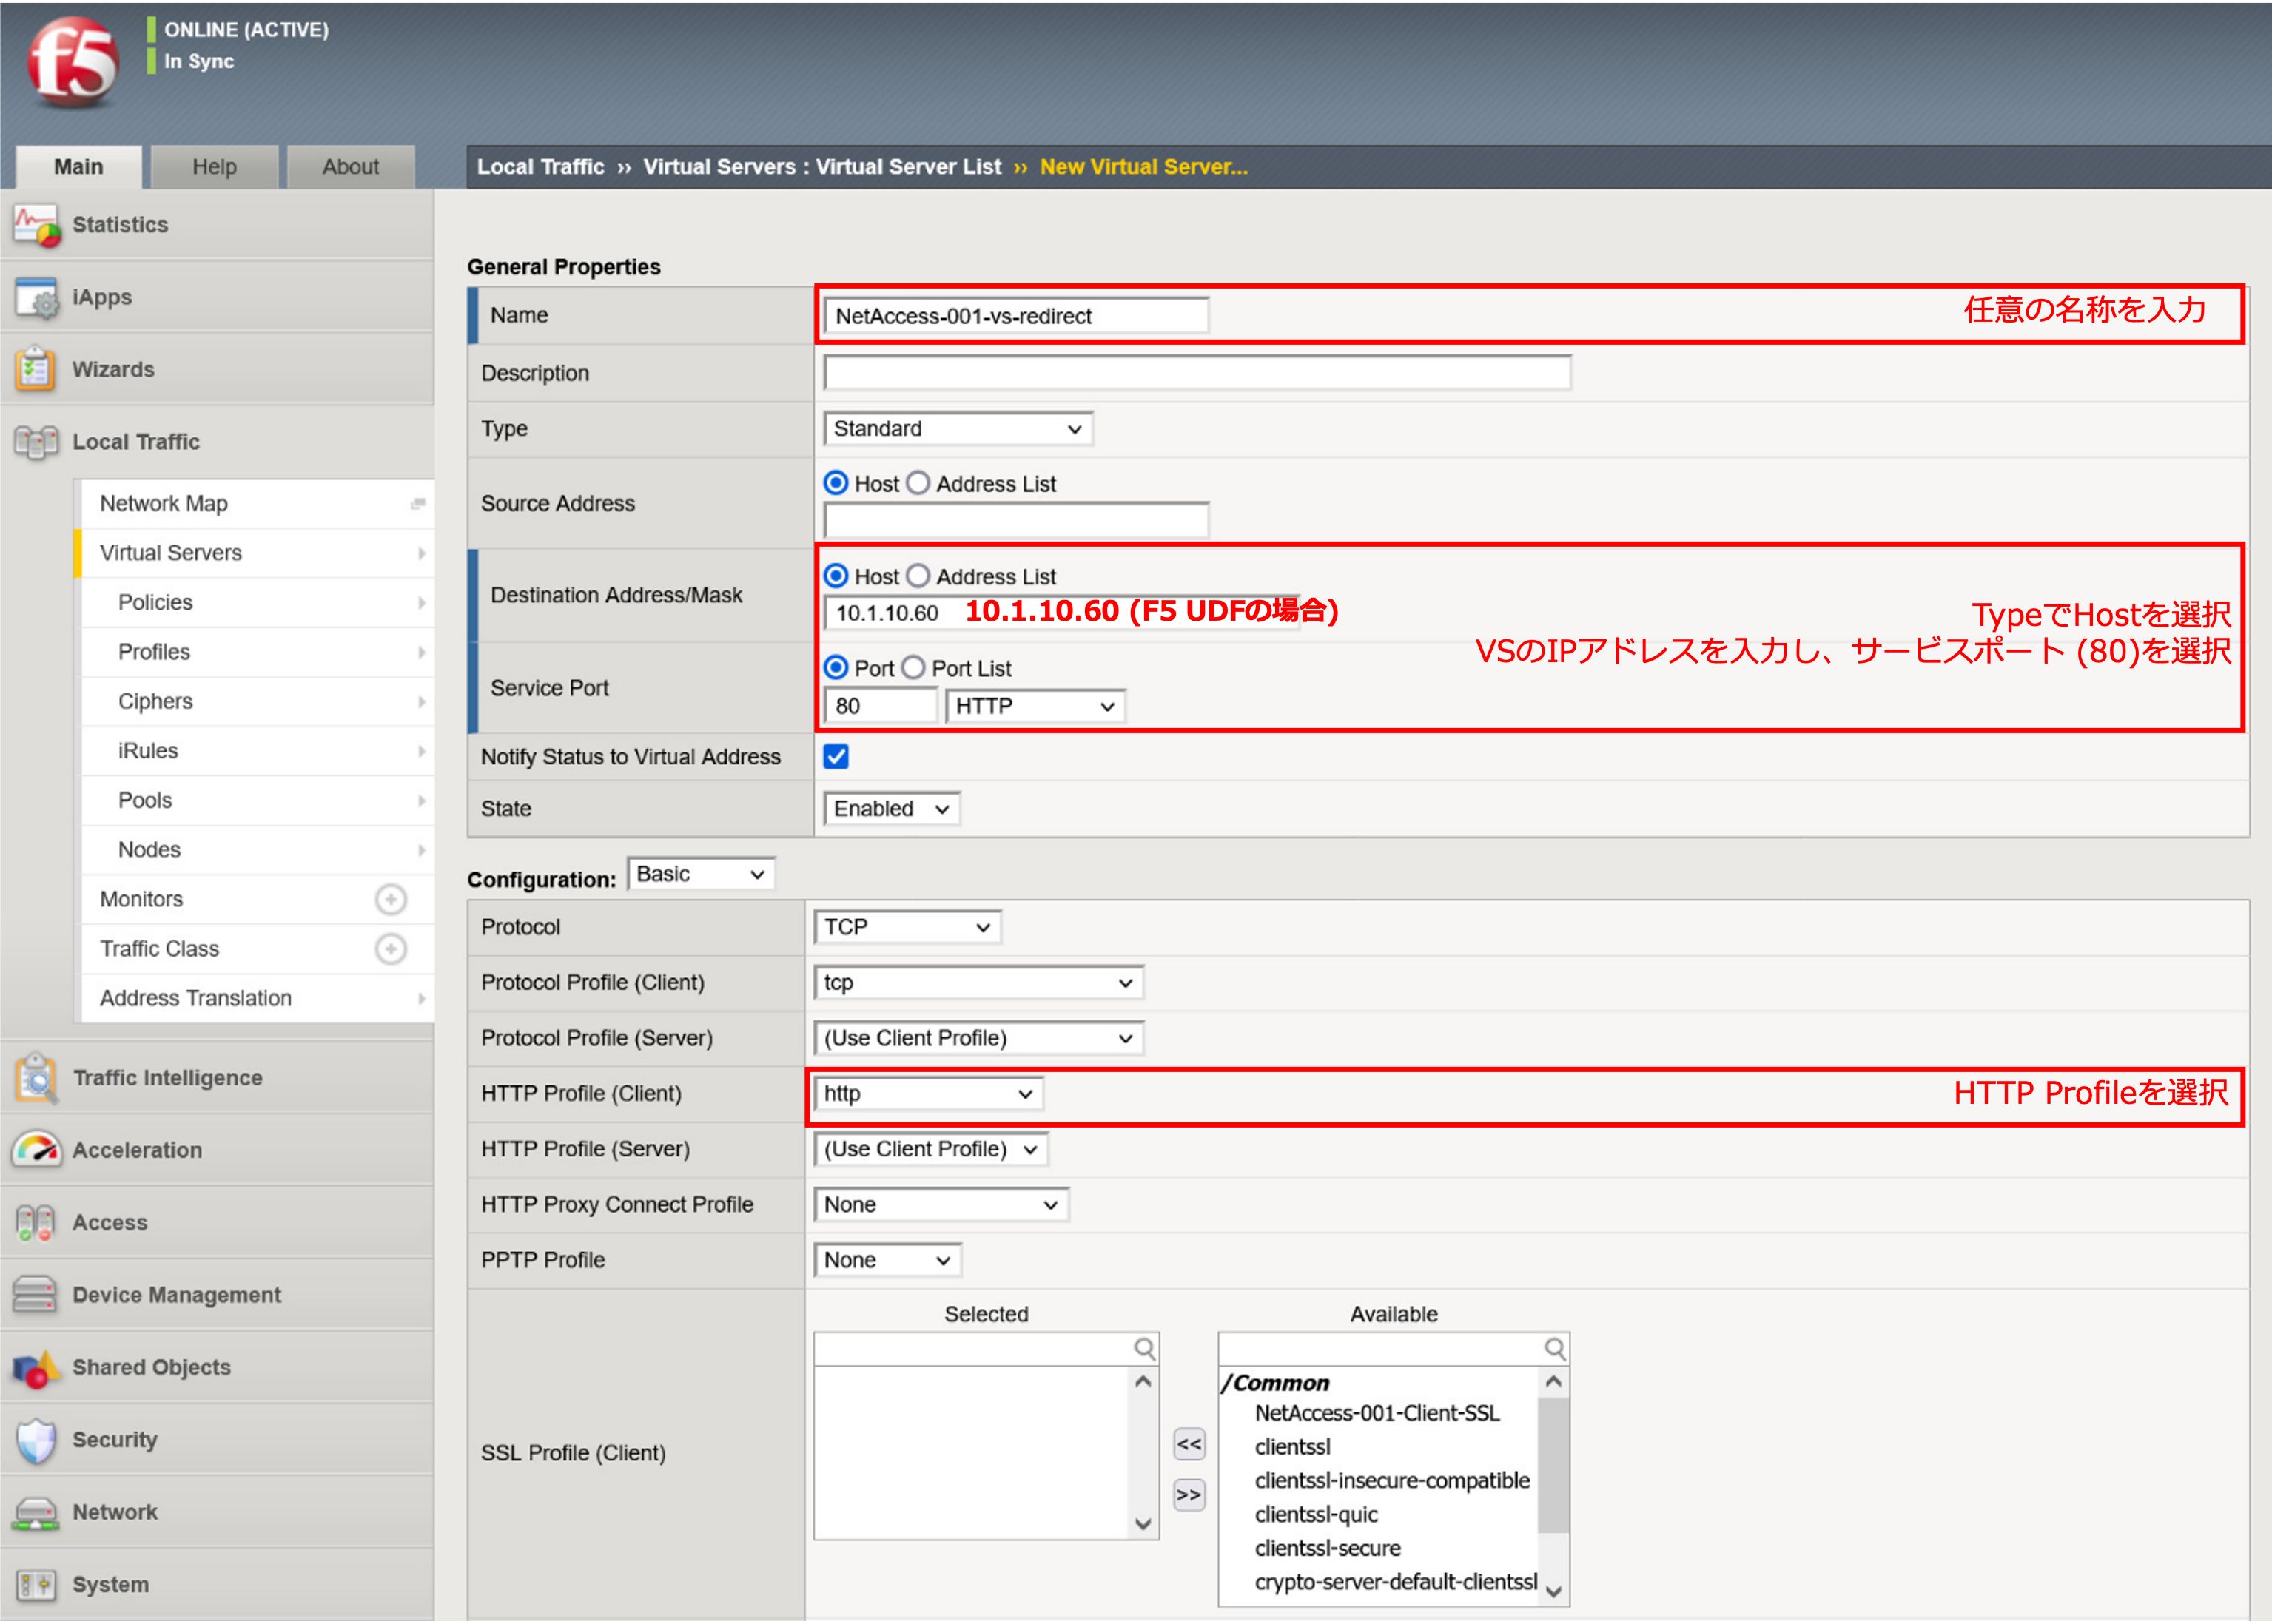 f5
ONLINE (ACTIVE)
In Sync
Main
Help
About
Local Traffic ›› Virtual Servers : Virtual Server List ›› New Virtual Server...
Statistics
iApps
Wizards
Local Traffic
Network Map
Virtual Servers
Policies
Profiles
Ciphers
iRules
Pools
Nodes
Monitors
Traffic Class
Address Translation
Traffic Intelligence
Acceleration
Access
Device Management
Shared Objects
Security
Network
System
General Properties
Name
NetAccess-001-vs-redirect
任意の名称を入力
Description
Type
Standard
Source Address
Host Address List
Destination Address/Mask
Host Address List
10.1.10.60 10.1.10.60 (F5 UDFの場合)
TypeでHostを選択
VSのIPアドレスを入力し、サービスポート (80)を選択
Service Port
Port Port List
80 HTTP
Notify Status to Virtual Address
State
Enabled
Configuration: Basic
Protocol
TCP
Protocol Profile (Client)
tcp
Protocol Profile (Server)
(Use Client Profile)
HTTP Profile (Client)
http
HTTP Profileを選択
HTTP Profile (Server)
(Use Client Profile)
HTTP Proxy Connect Profile
None
PPTP Profile
None
SSL Profile (Client)
Selected
<<
>>
Available
/Common
NetAccess-001-Client-SSL
clientssl
clientssl-insecure-compatible
clientssl-quic
clientssl-secure
crypto-server-default-clientssl